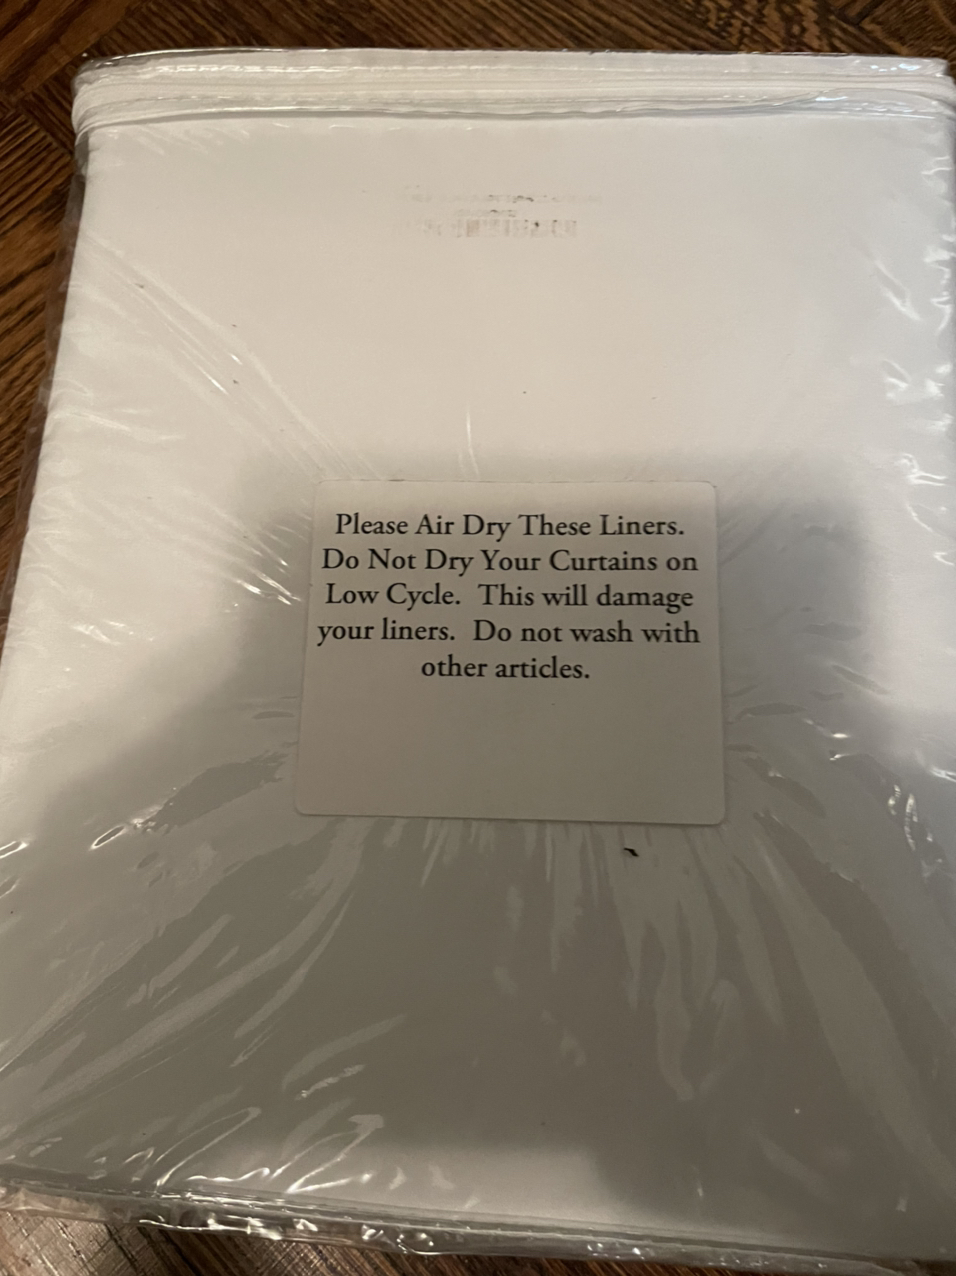 Please Air Dry These Liners.
Do Not Dry Your Curtains on
Low Cycle.  This will damage
your liners.  Do not wash with
other articles.